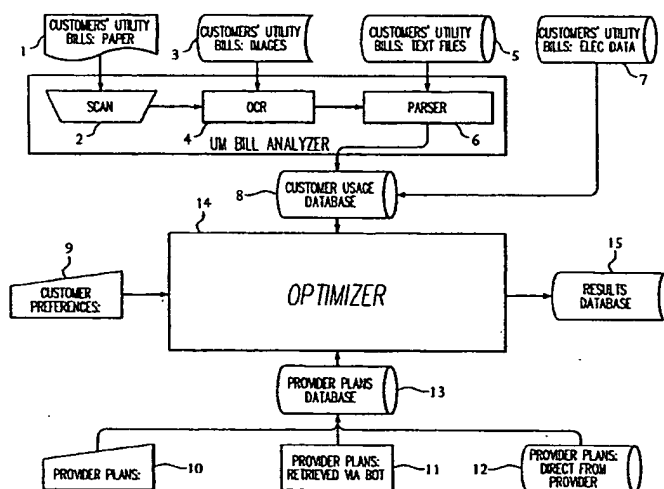 CUSTOMERS' UTILITY
BILLS: PAPER
1
CUSTOMERS' UTILITY
BILLS: IMAGES
3
CUSTOMERS' UTILITY
BILLS: TEXT FILES
5
CUSTOMERS' UTILITY
BILLS: ELEC DATA
7
SCAN
2
OCR
4
PARSER
6
UM BILL ANALYZER
8
CUSTOMER USAGE
DATABASE
14
9
CUSTOMER
PREFERENCES:
OPTIMIZER
15
RESULTS
DATABASE
PROVIDER PLANS
DATABASE
13
PROVIDER PLANS:
10
PROVIDER PLANS:
RETRIEVED VIA BOT
11
12
PROVIDER PLANS:
DIRECT FROM
PROVIDER